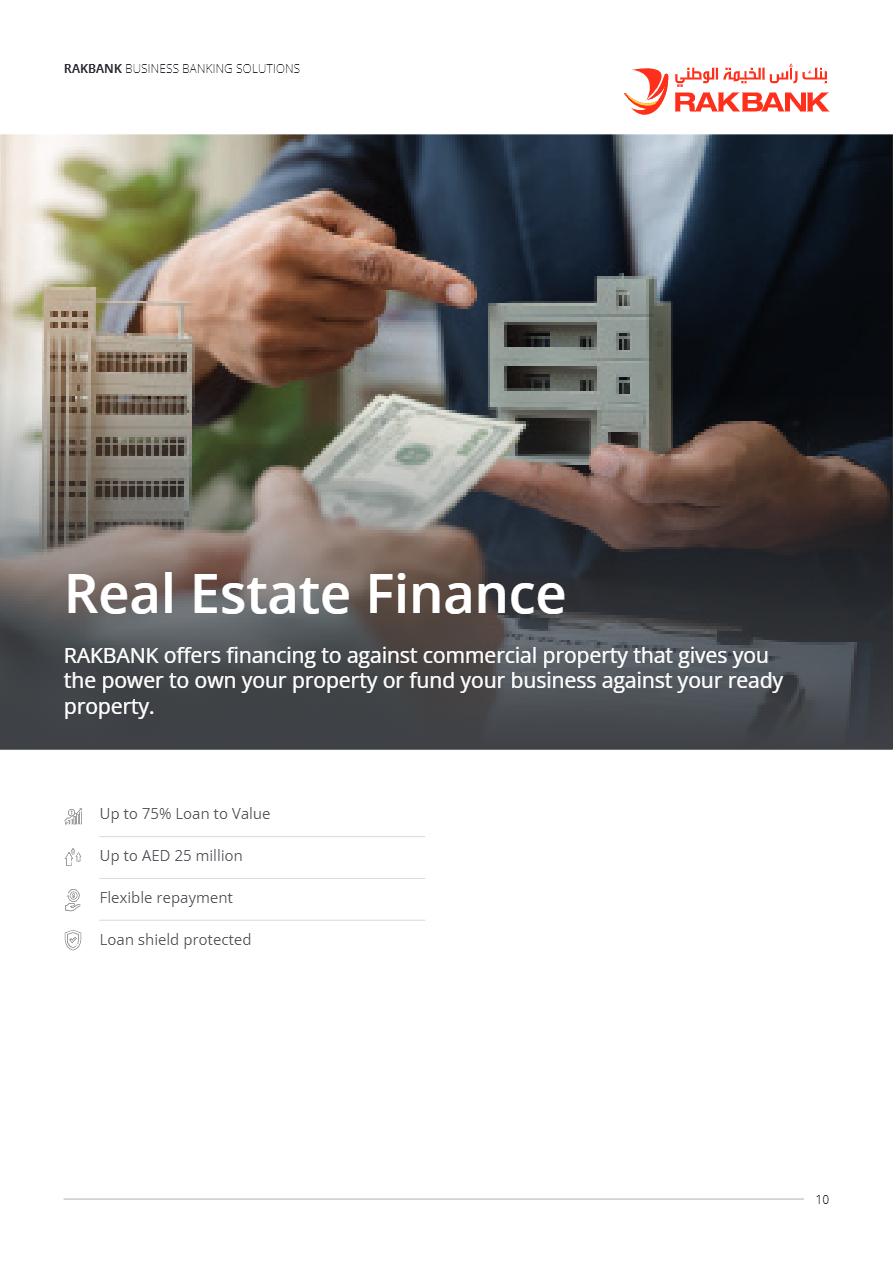 RAKBANK BUSINESS BANKING SOLUTIONS
بنك رأس الخيمة الوطني
RAKBANK
Real Estate Finance
RAKBANK offers financing to against commercial property that gives you
the power to own your property or fund your business against your ready
property.
Up to 75% Loan to Value
Up to AED 25 million
Flexible repayment
Loan shield protected
10